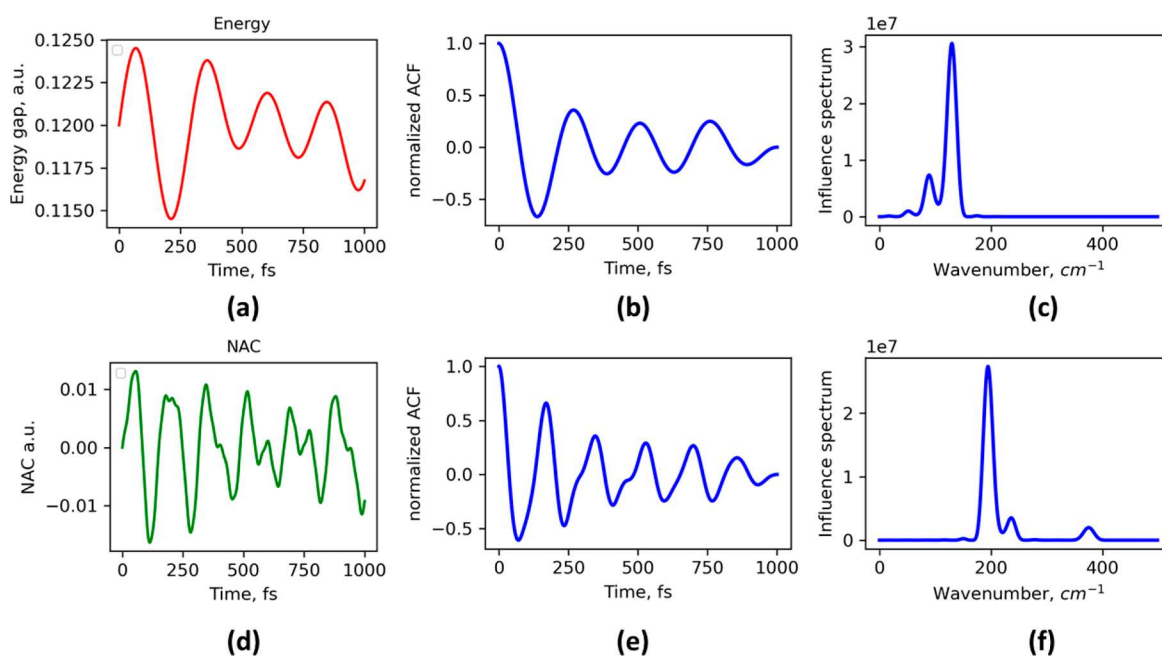 Energy
0.1250
0.1225
0.1200
0.1175
0.1150
Energy gap, a.u.
0 250 500 750 1000
Time, fs
(a)
1.0
0.5
0.0
−0.5
normalized ACF
0 250 500 750 1000
Time, fs
(b)
1e7
3
2
1
0
Influence spectrum
0 200 400
Wavenumber, cm⁻¹
(c)
NAC
0.01
0.00
−0.01
NAC a.u.
0 250 500 750 1000
Time, fs
(d)
1.0
0.5
0.0
−0.5
normalized ACF
0 250 500 750 1000
Time, fs
(e)
1e7
2
1
0
Influence spectrum
0 200 400
Wavenumber, cm⁻¹
(f)